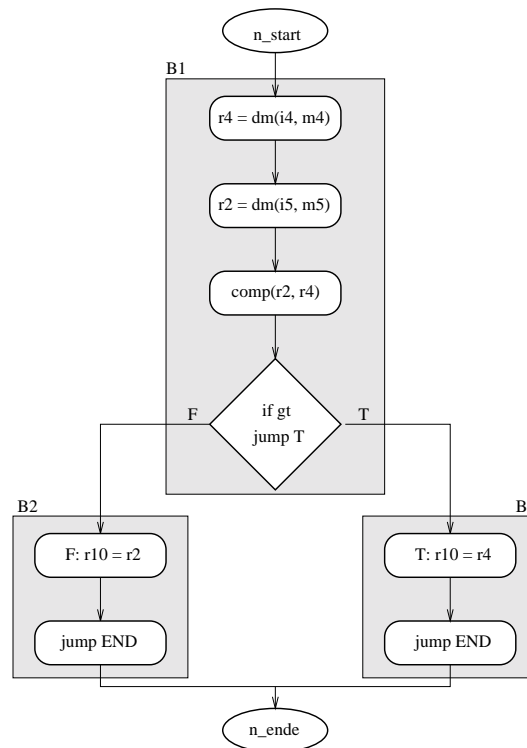 n_start
B1
r4 = dm(i4, m4)
r2 = dm(i5, m5)
comp(r2, r4)
if gt
jump T
F
T
B2
B
F: r10 = r2
T: r10 = r4
jump END
jump END
n_ende